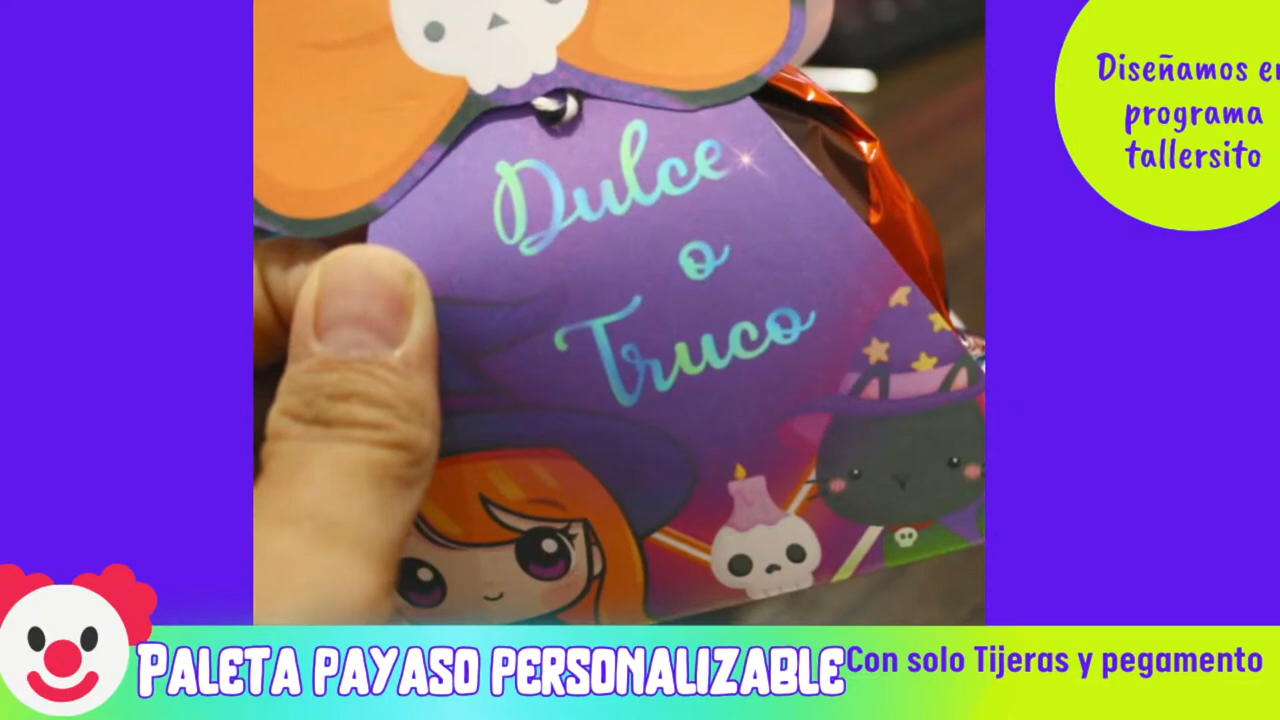 Diseñamos en
programa
tallersito
Dulce
o
Truco
PALETA PAYASO PERSONALIZABLE
Con solo Tijeras y pegamento